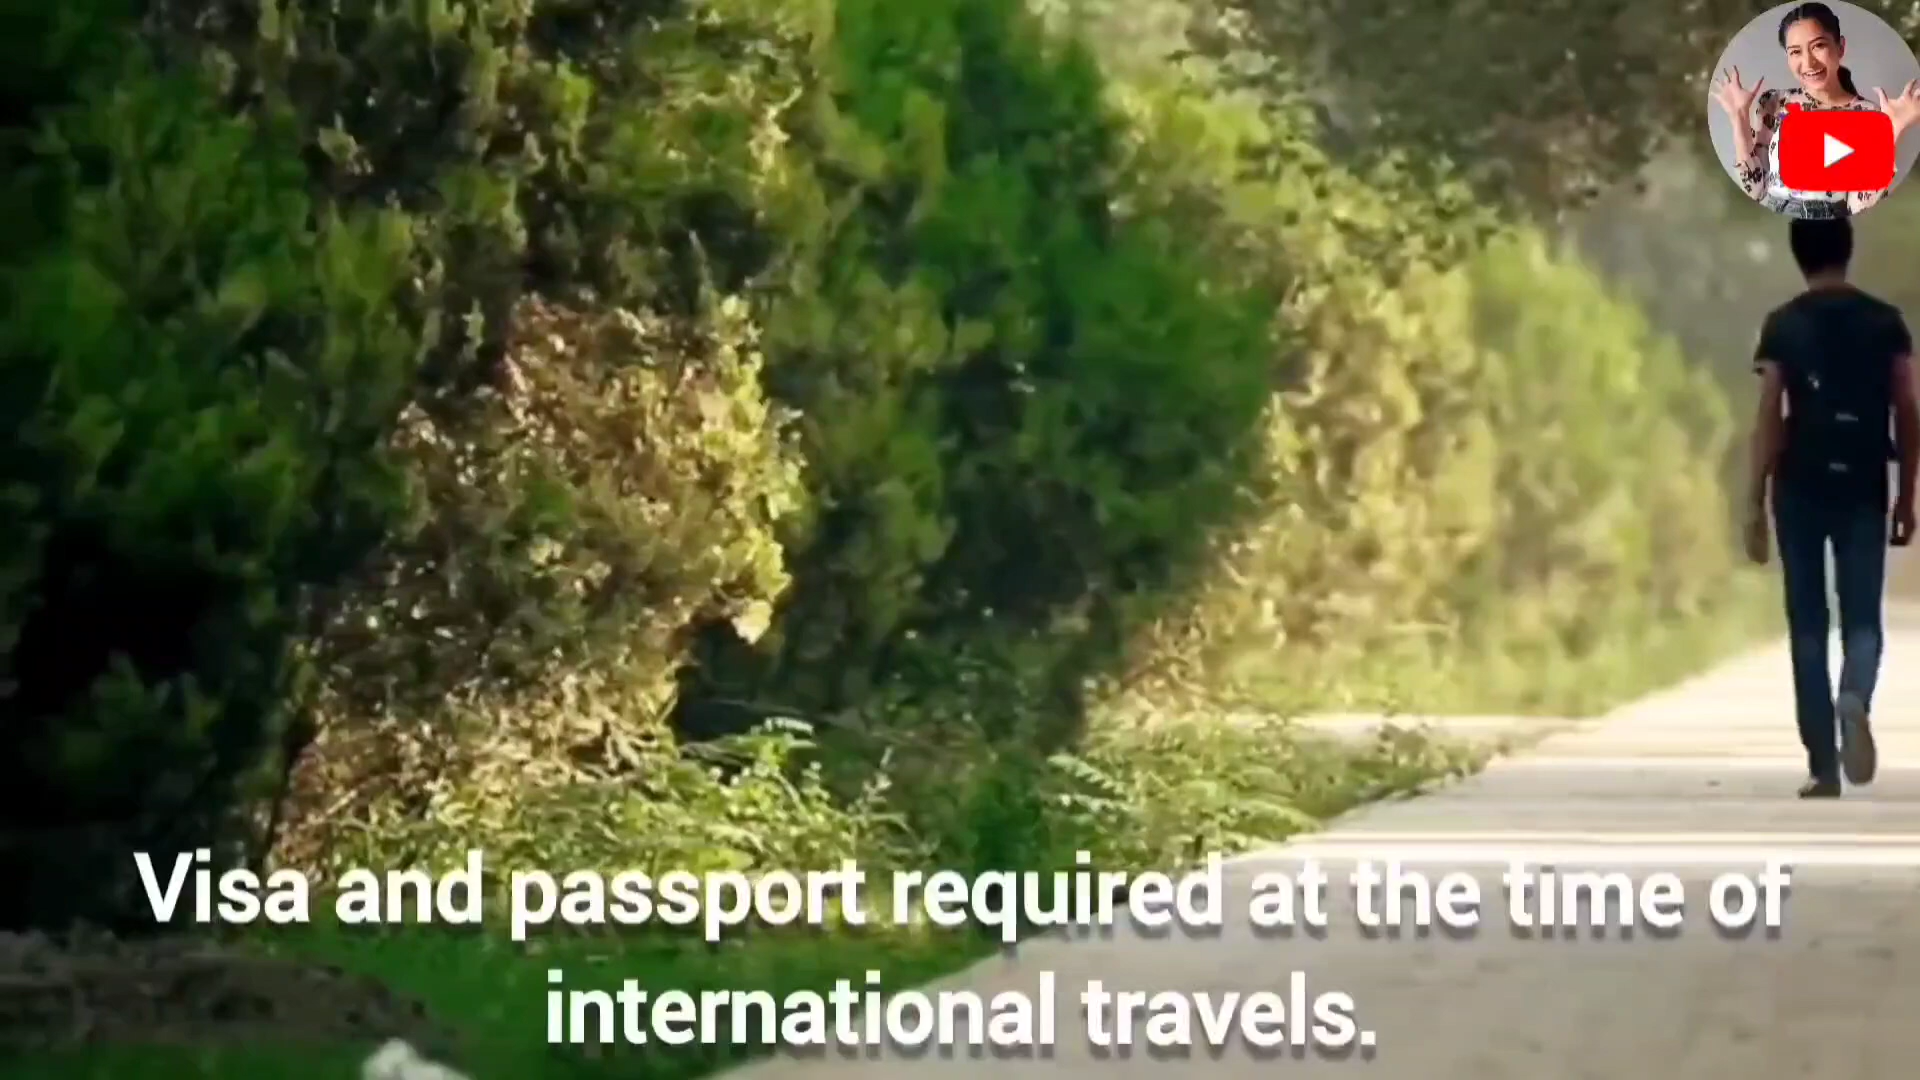 Visa and passport required at the time of
international travels.